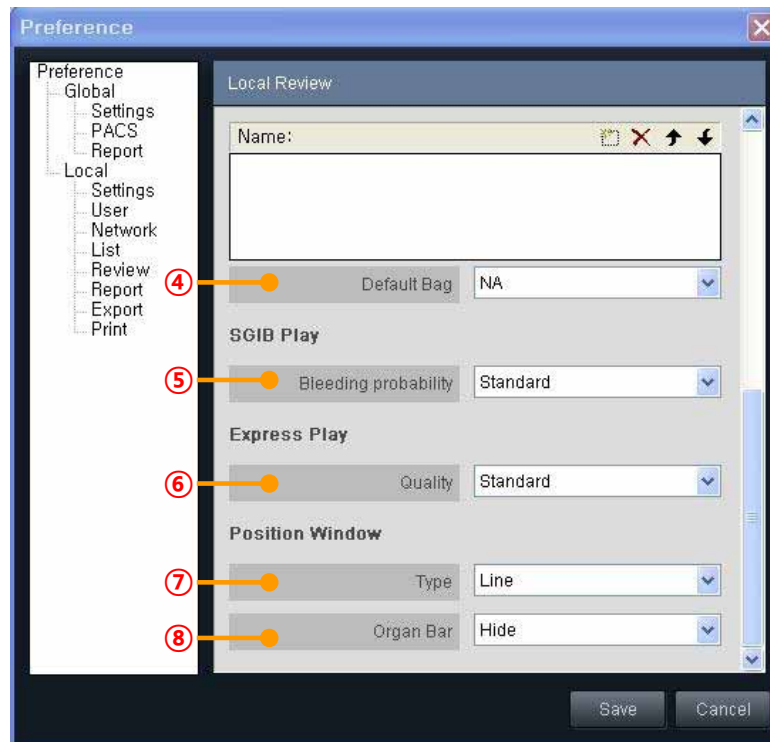 Preference
Preference
Global
Settings
PACS
Report
Local
Settings
User
Network
List
Review
Report
Export
Print
Local Review
Name:
④ Default Bag NA
SGIB Play
⑤ Bleeding probability Standard
Express Play
⑥ Quality Standard
Position Window
⑦ Type Line
⑧ Organ Bar Hide
Save Cancel